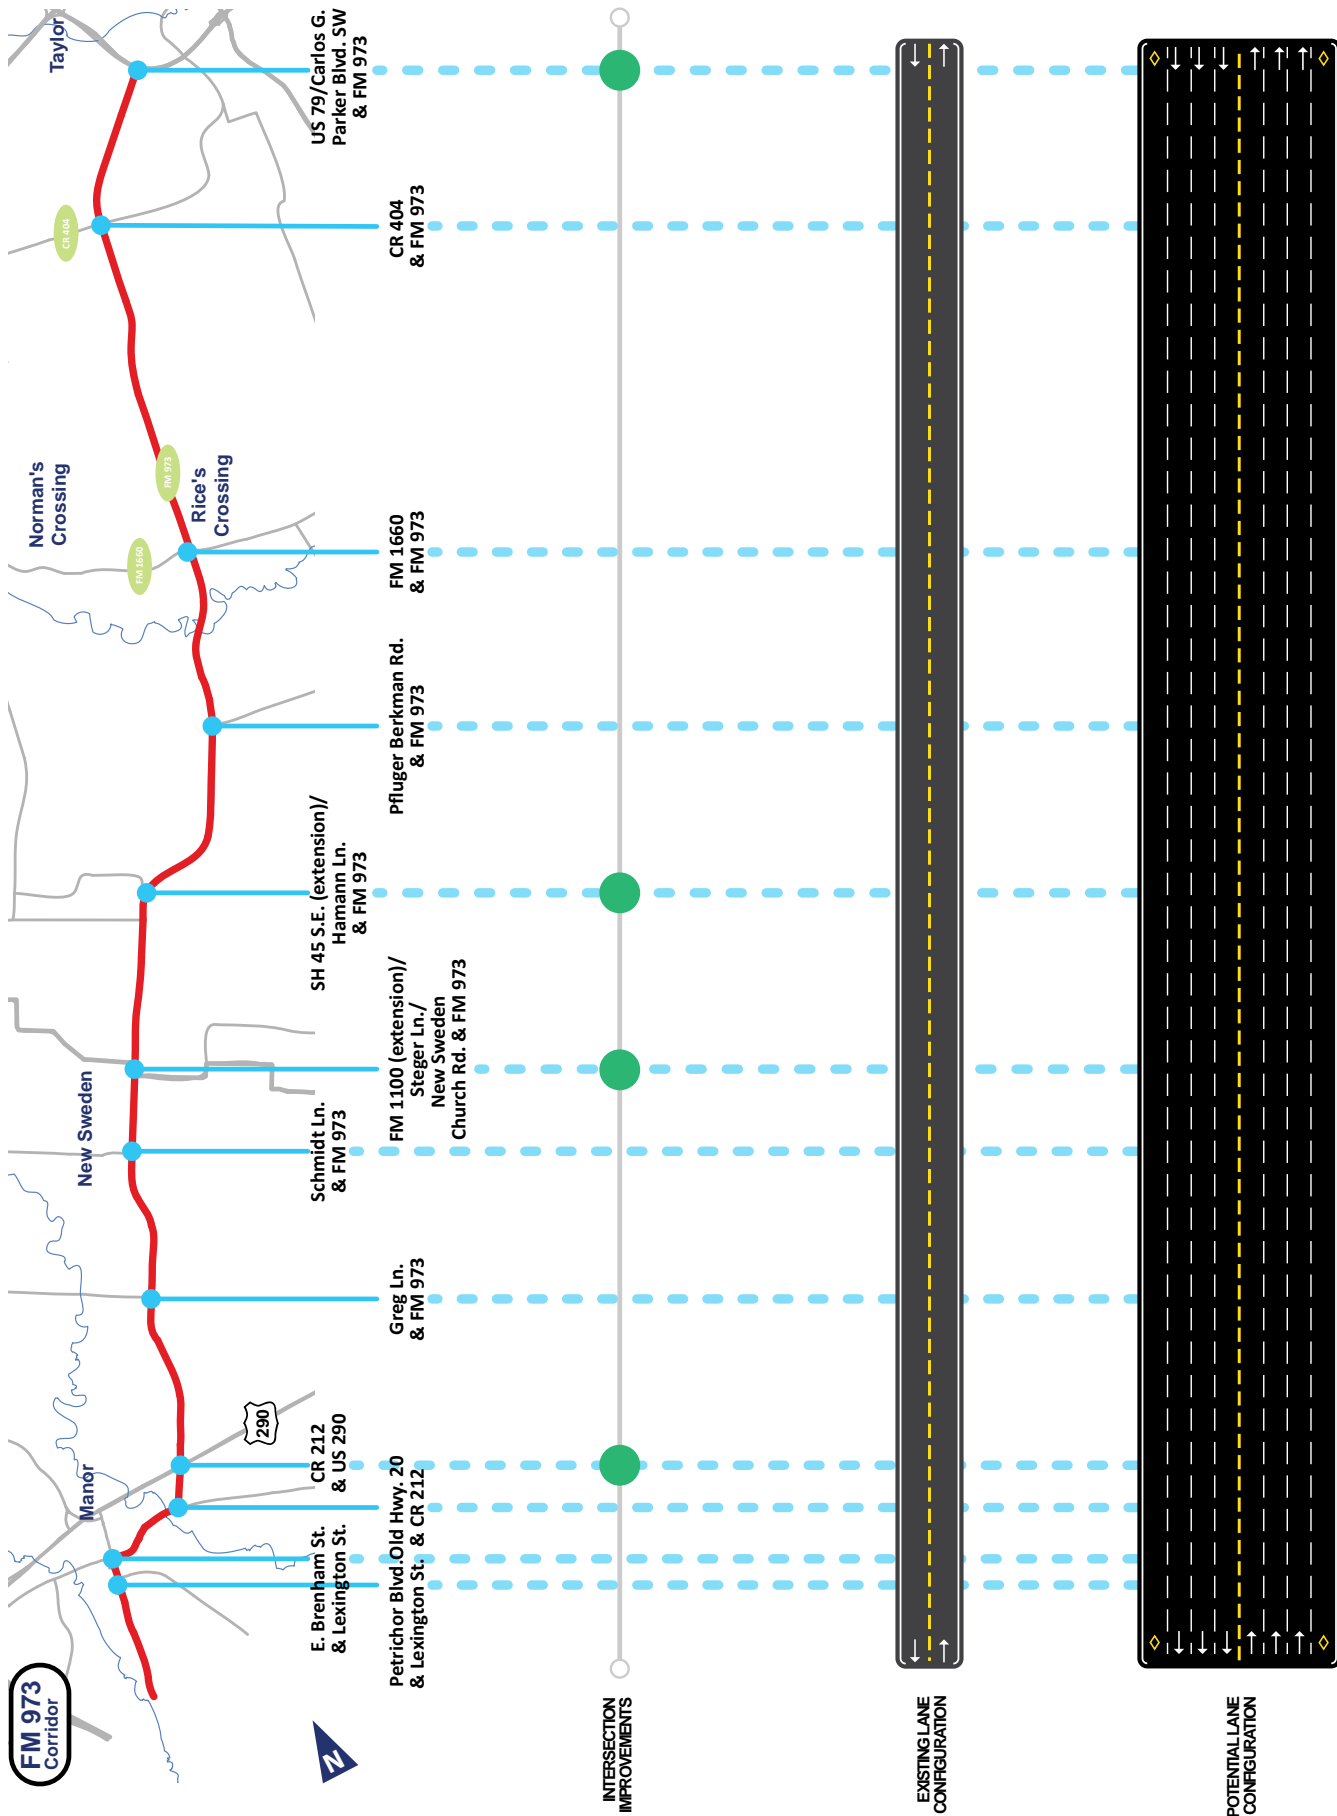 FM 973
Corridor
N
Manor
New Sweden
Norman's
Crossing
Rice's
Crossing
Taylor
290
FM 1660
FM 973
CR 404
E. Brenham St.
& Lexington St.
Petrichor Blvd.
& Lexington St.
Old Hwy. 20
& CR 212
CR 212
& US 290
Greg Ln.
& FM 973
Schmidt Ln.
& FM 973
FM 1100 (extension)/
Steger Ln./
New Sweden
Church Rd. & FM 973
SH 45 S.E. (extension)/
Hamann Ln.
& FM 973
Pfluger Berkman Rd.
& FM 973
FM 1660
& FM 973
CR 404
& FM 973
US 79/Carlos G.
Parker Blvd. SW
& FM 973
INTERSECTION
IMPROVEMENTS
EXISTING LANE
CONFIGURATION
POTENTIAL LANE
CONFIGURATION